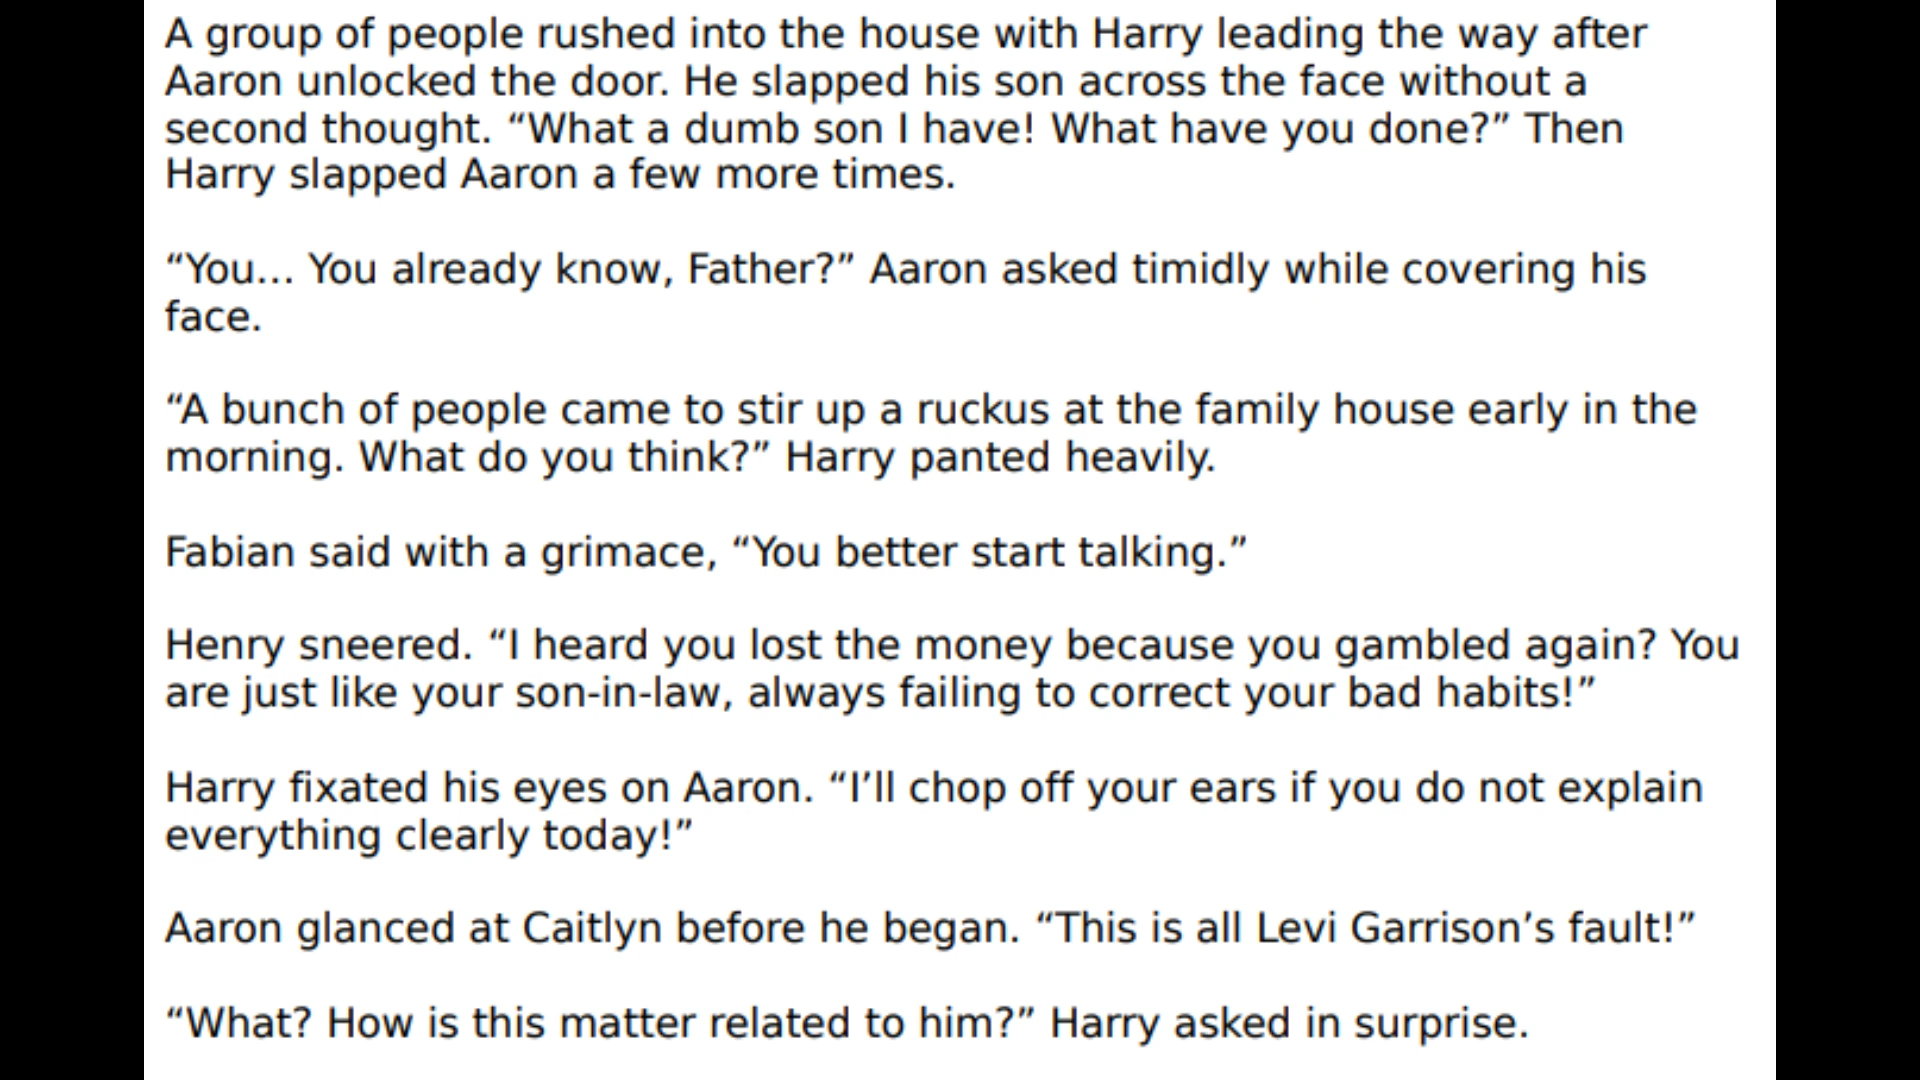 A group of people rushed into the house with Harry leading the way after
Aaron unlocked the door. He slapped his son across the face without a
second thought. “What a dumb son I have! What have you done?” Then
Harry slapped Aaron a few more times.
“You... You already know, Father?” Aaron asked timidly while covering his
face.
“A bunch of people came to stir up a ruckus at the family house early in the
morning. What do you think?” Harry panted heavily.
Fabian said with a grimace, “You better start talking.”
Henry sneered. “I heard you lost the money because you gambled again? You
are just like your son-in-law, always failing to correct your bad habits!”
Harry fixated his eyes on Aaron. “I’ll chop off your ears if you do not explain
everything clearly today!”
Aaron glanced at Caitlyn before he began. “This is all Levi Garrison’s fault!”
“What? How is this matter related to him?” Harry asked in surprise.